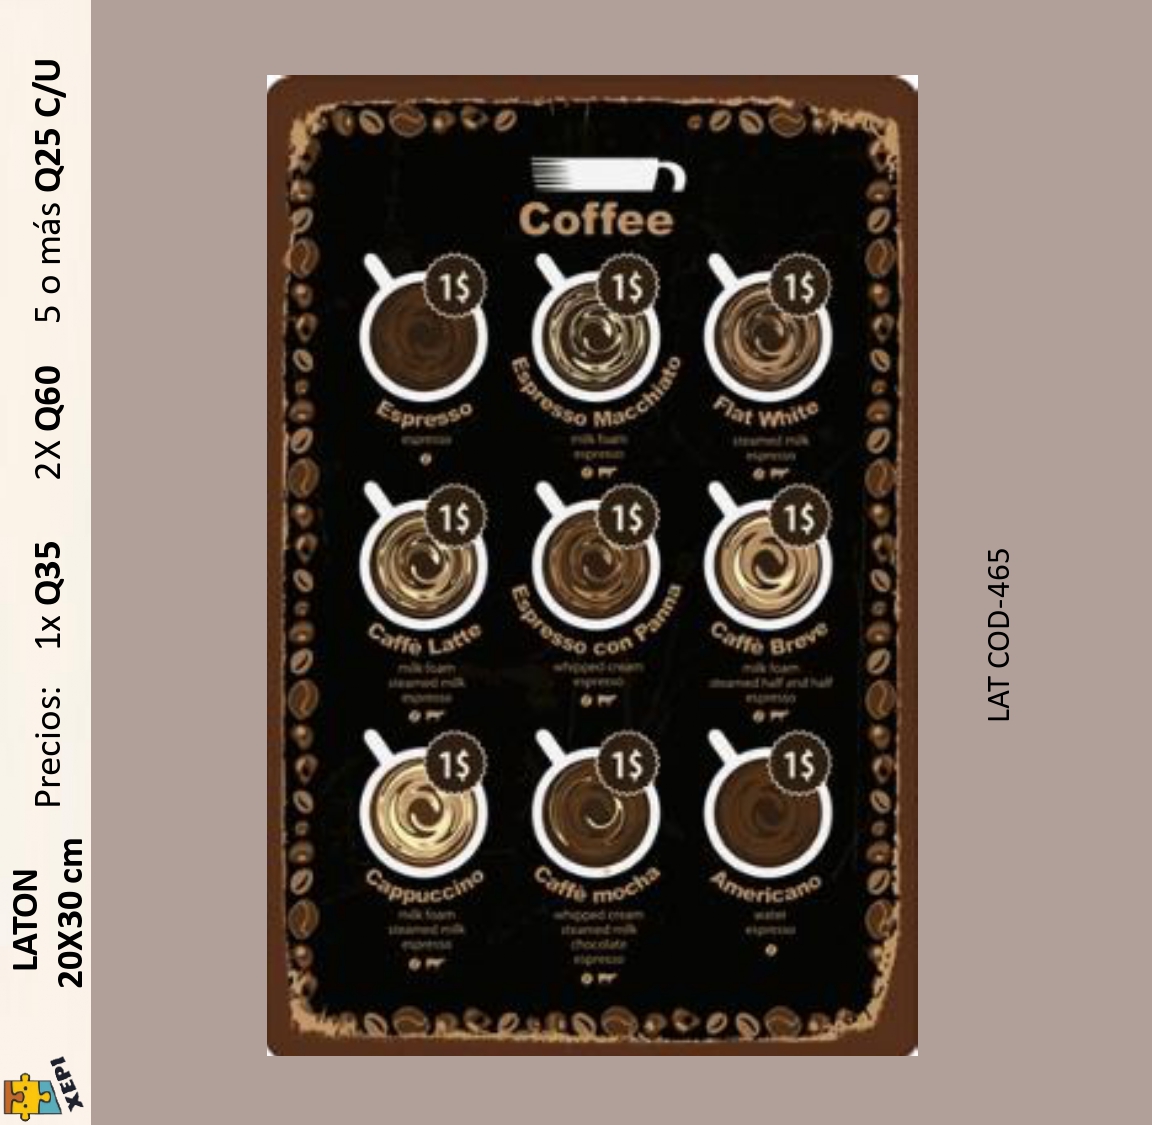 LATON
20X30 cm
Precios: 1x Q35 2X Q60 5 o más Q25 C/U
XEPI
Coffee
1$
Espresso
espresso
1$
Espresso Macchiato
milk foam
espresso
1$
Flat White
steamed milk
espresso
1$
Caffè Latte
milk foam
steamed milk
espresso
1$
Espresso con Panna
whipped cream
espresso
1$
Caffè Breve
milk foam
steamed half and half
espresso
1$
Cappuccino
milk foam
steamed milk
espresso
1$
Caffè mocha
whipped cream
steamed milk
chocolate
espresso
1$
Americano
water
espresso
LAT COD-465